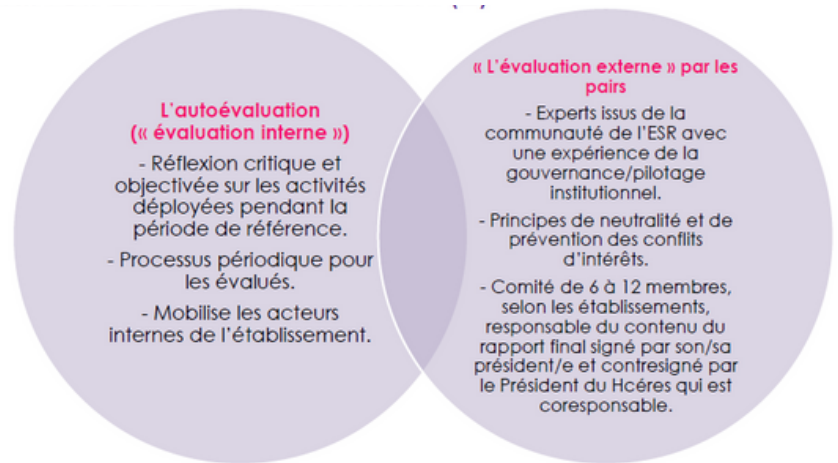 L'autoévaluation
(« évaluation interne »)
- Réflexion critique et
objectivée sur les activités
déployées pendant la
période de référence.
- Processus périodique pour
les évalués.
- Mobilise les acteurs
internes de l'établissement.
« L'évaluation externe » par les
pairs
- Experts issus de la
communauté de l'ESR avec
une expérience de la
gouvernance/pilotage
institutionnel.
- Principes de neutralité et de
prévention des conflits
d'intérêts.
- Comité de 6 à 12 membres,
selon les établissements,
responsable du contenu du
rapport final signé par son/sa
président/e et contresigné par
le Président du Hcéres qui est
coresponsable.